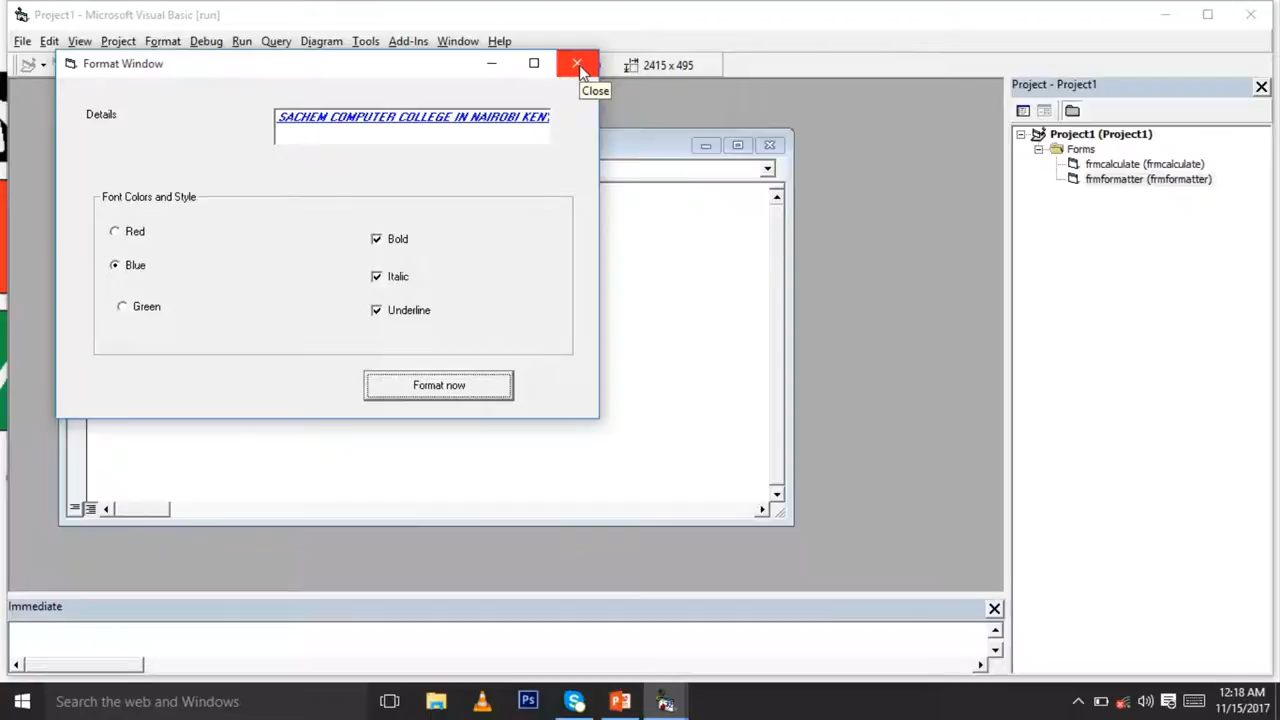 Project1 - Microsoft Visual Basic [run]
File Edit View Project Format Debug Run Query Diagram Tools Add-Ins Window Help
2415 x 495
Format Window
Close
Details
SACHEM COMPUTER COLLEGE IN NAIROBI KEN
Font Colors and Style
Red
Blue
Green
Bold
Italic
Underline
Format now
Project - Project1
Project1 (Project1)
Forms
frmcalculate (frmcalculate)
frmformatter (frmformatter)
Immediate
Search the web and Windows
Ps
12:18 AM
11/15/2017